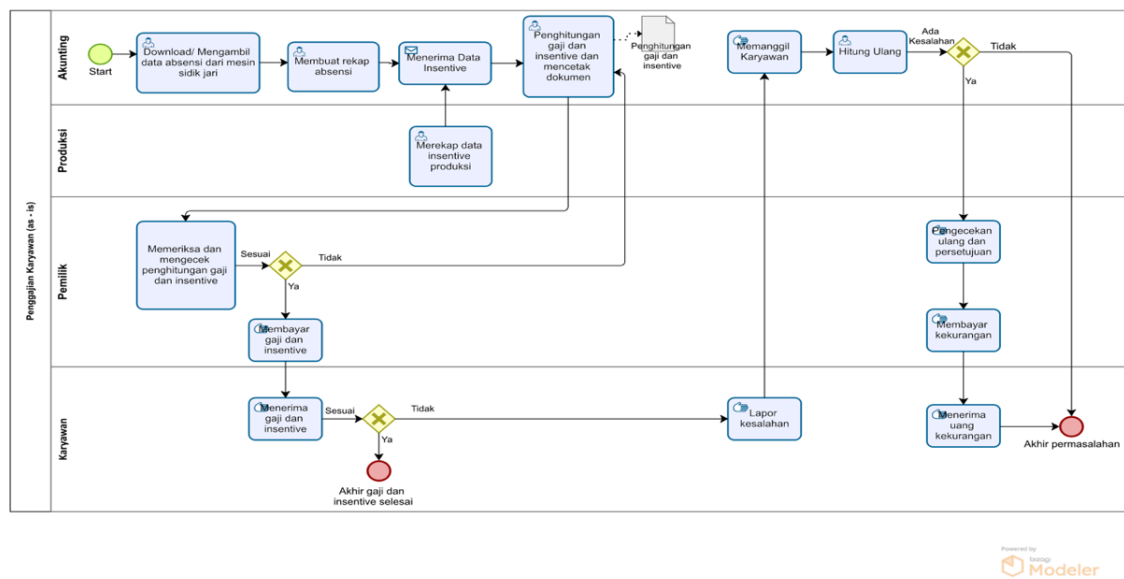 Penggajian Karyawan (as - is)
Akunting
Start
Download/ Mengambil
data absensi dari mesin
sidik jari
Membuat rekap
absensi
Menerima Data
Insentive
Penghitungan
gaji dan
insentive dan
mencetak
dokumen
Penghitungan
gaji dan
insentive
Memanggil
Karyawan
Hitung Ulang
Ada
Kesalahan
Tidak
Ya
Produksi
Merekap data
insentive
produksi
Pemilik
Memeriksa dan
mengecek
penghitungan gaji
dan insentive
Sesuai
Tidak
Ya
Membayar
gaji dan
insentive
Pengecekan
ulang dan
persetujuan
Membayar
kekurangan
Karyawan
Menerima
gaji dan
insentive
Sesuai
Tidak
Ya
Akhir gaji dan
insentive selesai
Lapor
kesalahan
Menerima
uang
kekurangan
Akhir permasalahan
Powered by
bizagi
Modeler